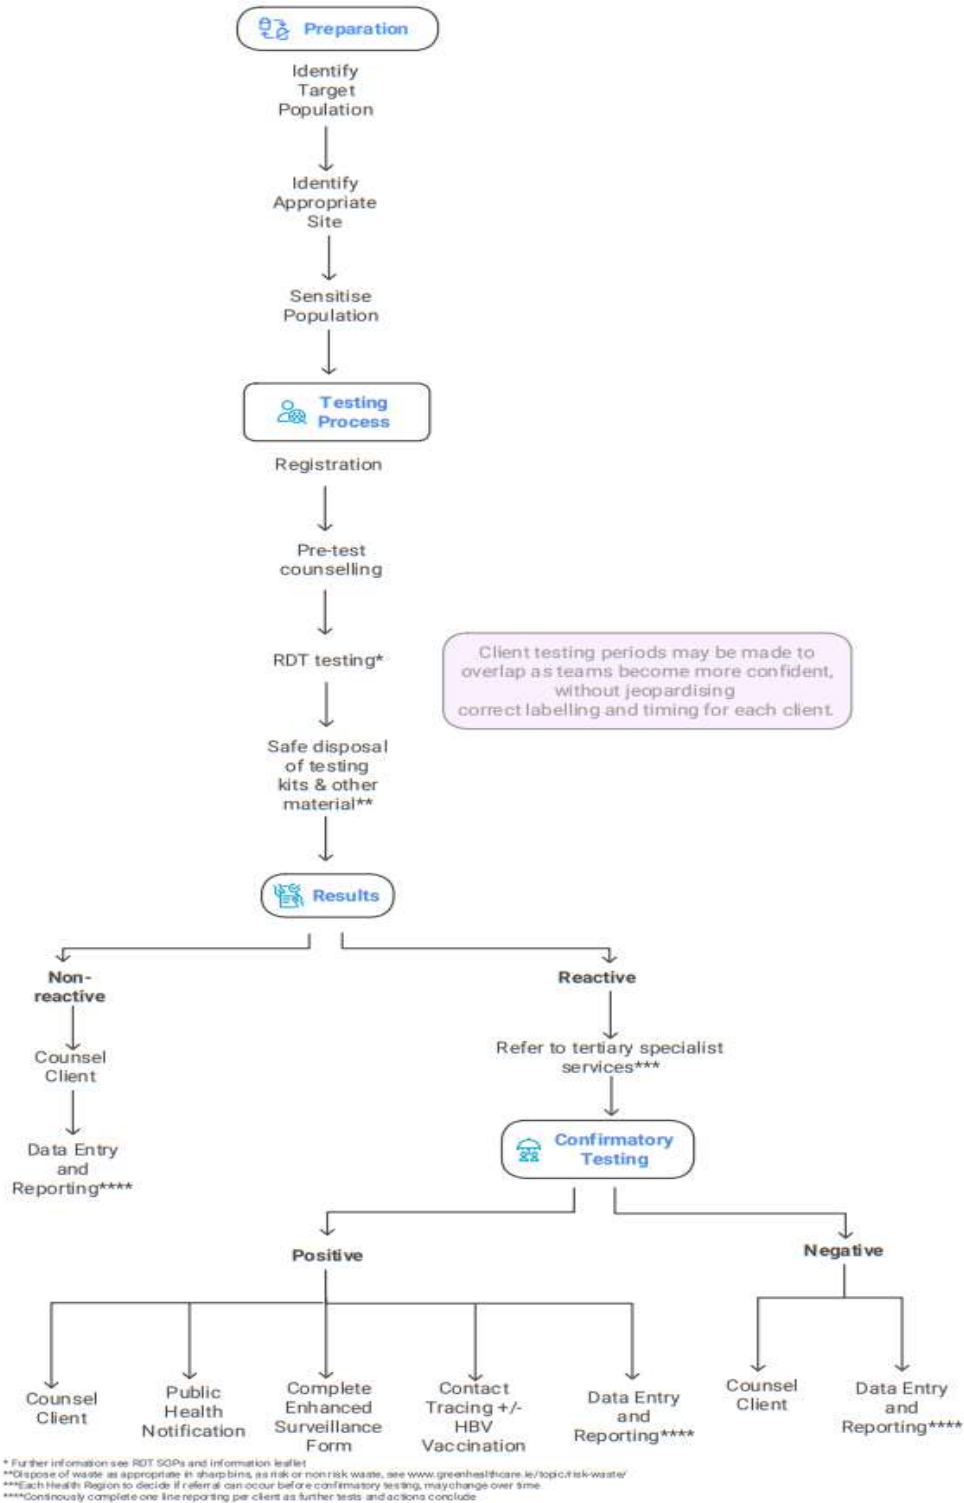 Preparation
Identify
Target
Population
Identify
Appropriate
Site
Sensitise
Population
Testing
Process
Registration
Pre-test
counselling
RDT testing*
Client testing periods may be made to
overlap as teams become more confident,
without jeopardising
correct labelling and timing for each client.
Safe disposal
of testing
kits & other
material**
Results
Non-
reactive
Counsel
Client
Data Entry
and
Reporting****
Reactive
Refer to tertiary specialist
services***
Confirmatory
Testing
Positive
Counsel
Client
Public
Health
Notification
Complete
Enhanced
Surveillance
Form
Contact
Tracing +/-
HBV
Vaccination
Data Entry
and
Reporting****
Negative
Counsel
Client
Data Entry
and
Reporting****
* Further information see RDT SOPs and information leaflet
**Dispose of waste as appropriate in sharp bins, as risk or non risk waste, see www.greenhealthcare.ie/topic/risk-waste/
***Each Health Region to decide if referral can occur before confirmatory testing, may change over time
****Continously complete one line reporting per client as further tests and actions conclude